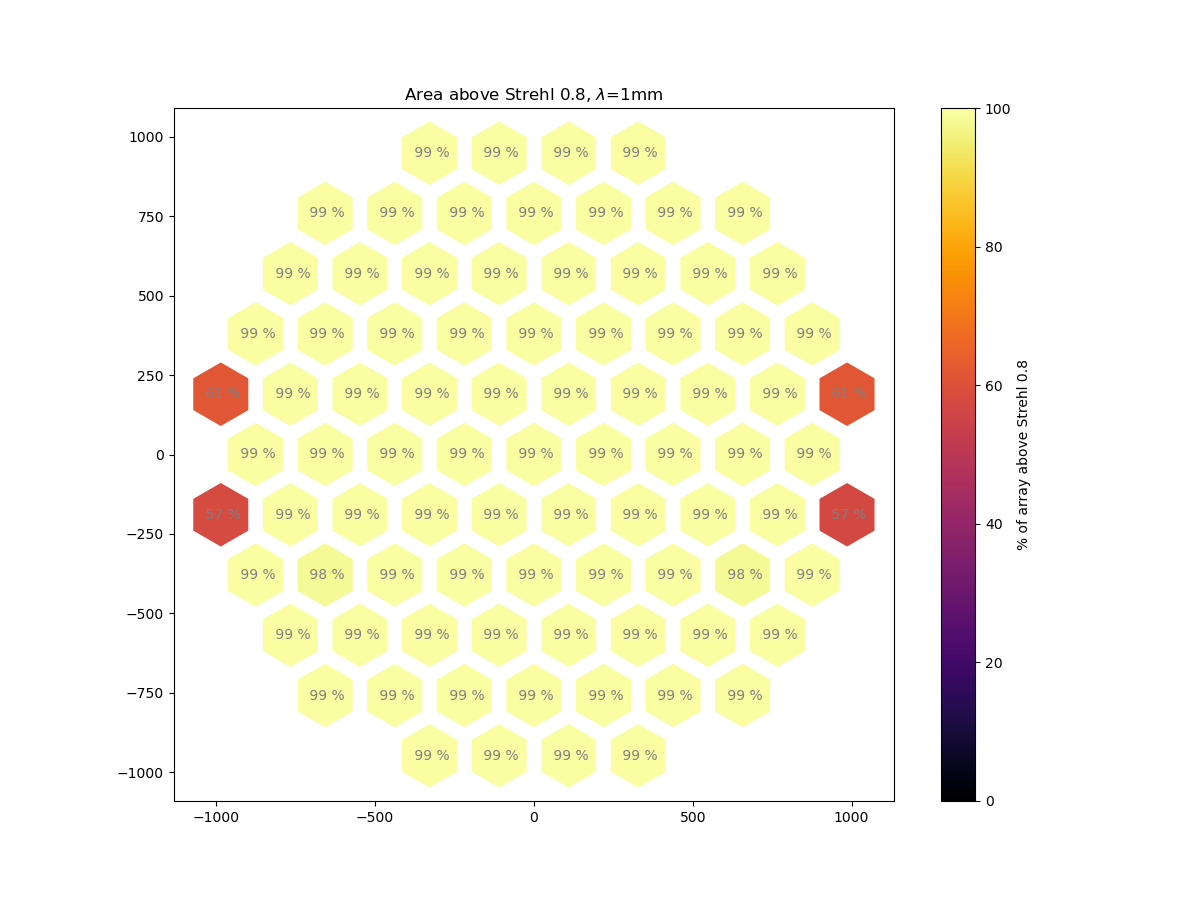 Area above Strehl 0.8, λ=1mm
1000
99 % 99 % 99 % 99 %
100
750
99 % 99 % 99 % 99 % 99 % 99 % 99 %
80
500
99 % 99 % 99 % 99 % 99 % 99 % 99 % 99 %
99 % 99 % 99 % 99 % 99 % 99 % 99 % 99 % 99 %
250
61 % 99 % 99 % 99 % 99 % 99 % 99 % 99 % 99 % 61 %
60
0
99 % 99 % 99 % 99 % 99 % 99 % 99 % 99 % 99 %
% of array above Strehl 0.8
−250
57 % 99 % 99 % 99 % 99 % 99 % 99 % 99 % 99 % 57 %
40
99 % 98 % 99 % 99 % 99 % 99 % 99 % 98 % 99 %
−500
99 % 99 % 99 % 99 % 99 % 99 % 99 % 99 %
20
−750
99 % 99 % 99 % 99 % 99 % 99 % 99 %
99 % 99 % 99 % 99 %
−1000
0
−1000 −500 0 500 1000